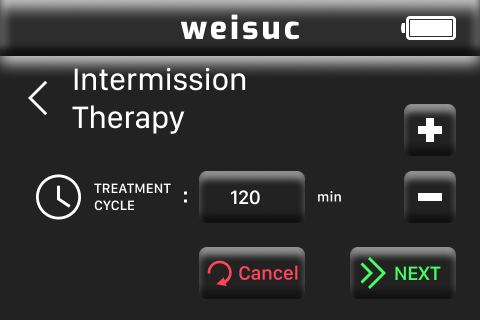 weisuc
Intermission
Therapy
TREATMENT
CYCLE
:
120
min
Cancel
NEXT